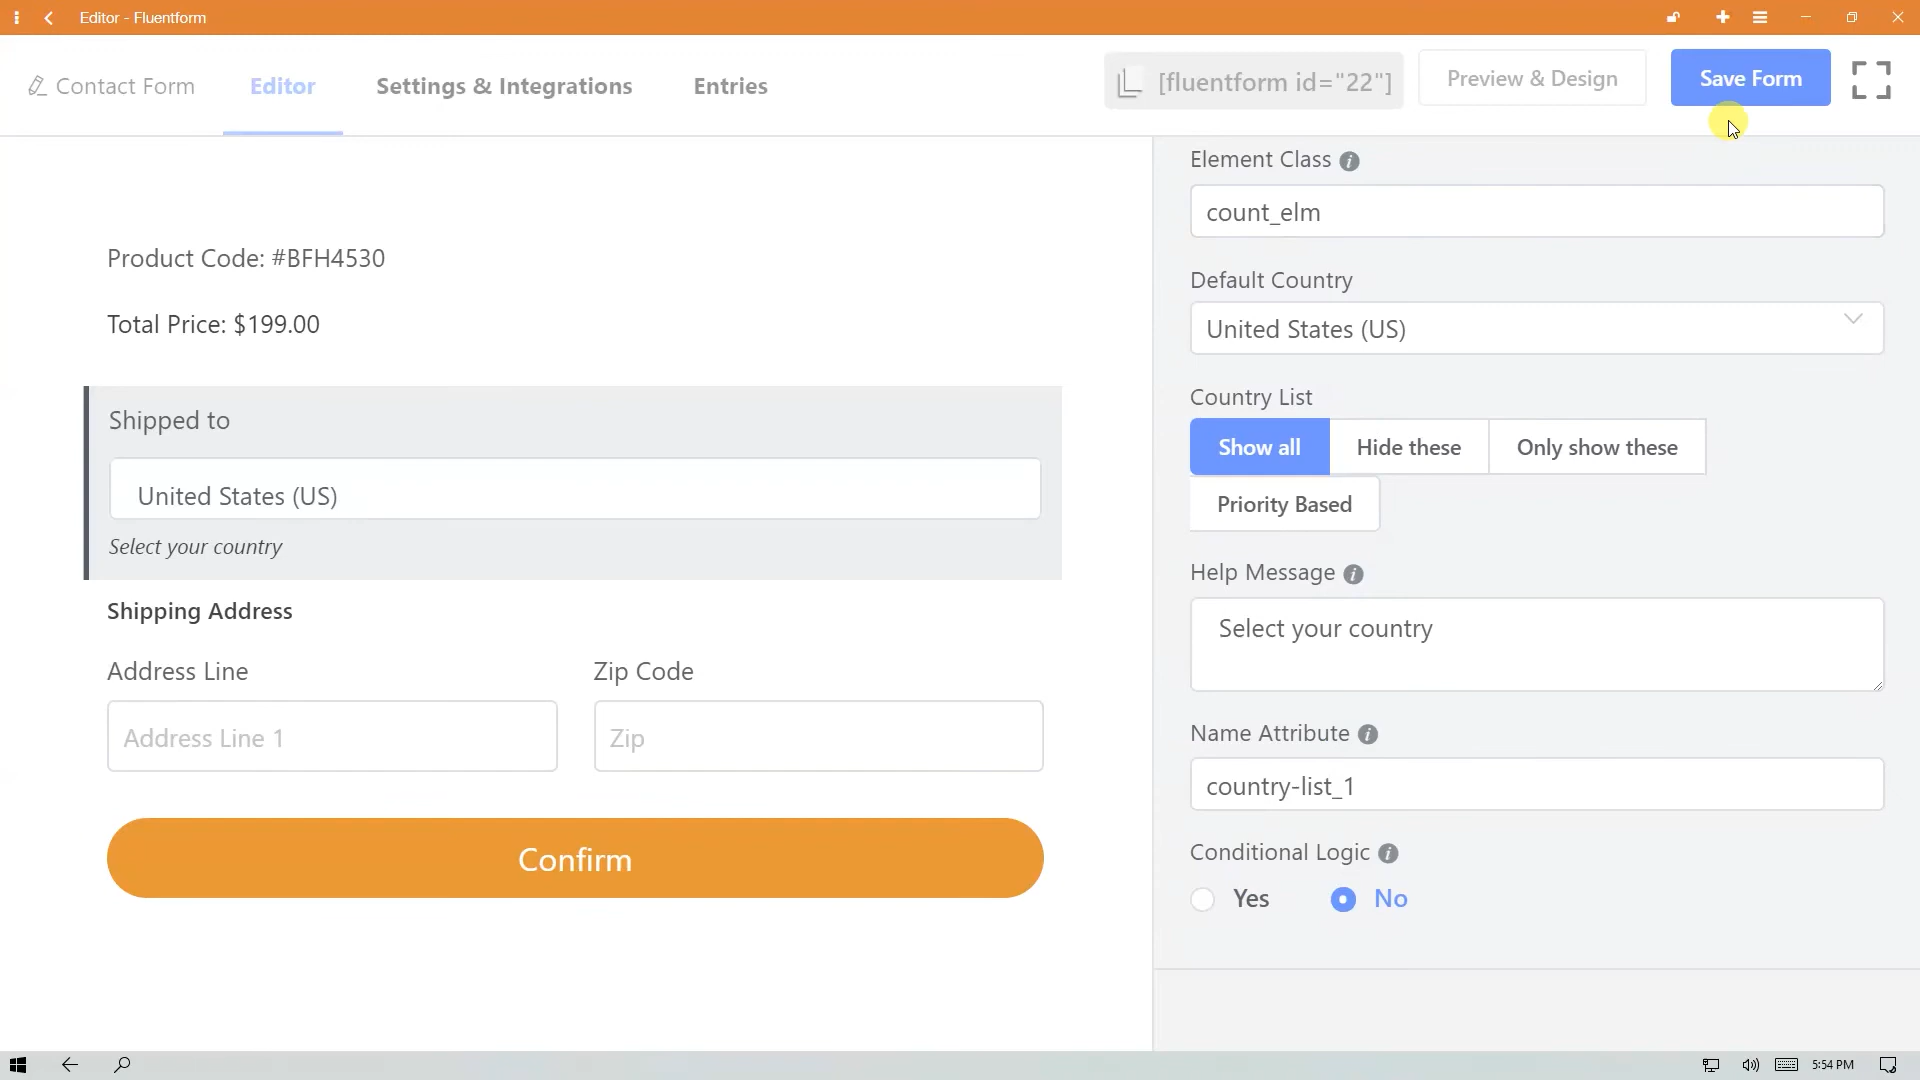 Editor - Fluentform
Contact Form
Editor
Settings & Integrations
Entries
[fluentform id="22"]
Preview & Design
Save Form
Product Code: #BFH4530
Total Price: $199.00
Shipped to
United States (US)
Select your country
Shipping Address
Address Line
Zip Code
Address Line 1
Zip
Confirm
Element Class
count_elm
Default Country
United States (US)
Country List
Show all
Hide these
Only show these
Priority Based
Help Message
Select your country
Name Attribute
country-list_1
Conditional Logic
Yes
No
5:54 PM